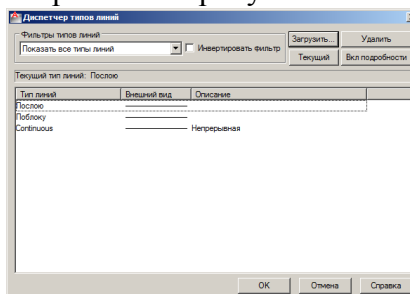 Диспетчер типов линий
Фильтры типов линий
Показать все типы линий
Инвертировать фильтр
Загрузить...
Удалить
Текущий
Вкл подробности
Текущий тип линий: Послою
Тип линий Внешний вид Описание
Послою
Поблоку
Continuous Непрерывная
ОК Отмена Справка